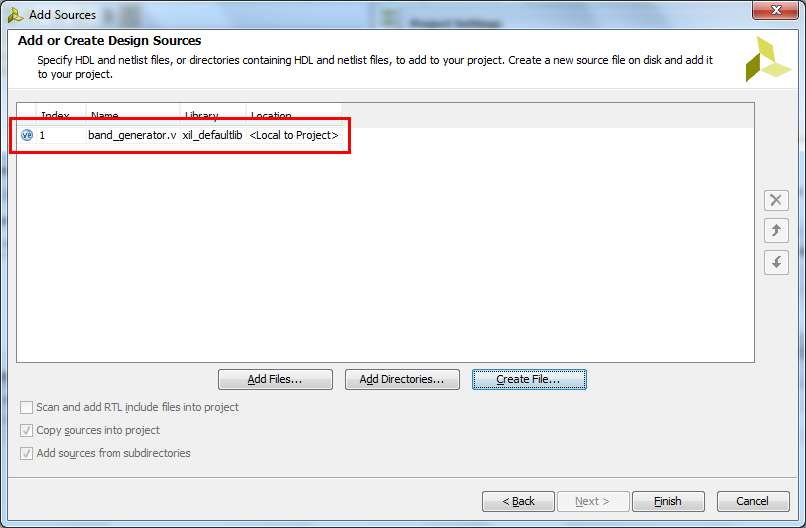 Add Sources
Project Settings
Add or Create Design Sources
Specify HDL and netlist files, or directories containing HDL and netlist files, to add to your project. Create a new source file on disk and add it
to your project.
Index Name Library Location
ve 1 band_generator.v xil_defaultlib <Local to Project>
Add Files... Add Directories... Create File...
Scan and add RTL include files into project
Copy sources into project
Add sources from subdirectories
< Back Next > Finish Cancel